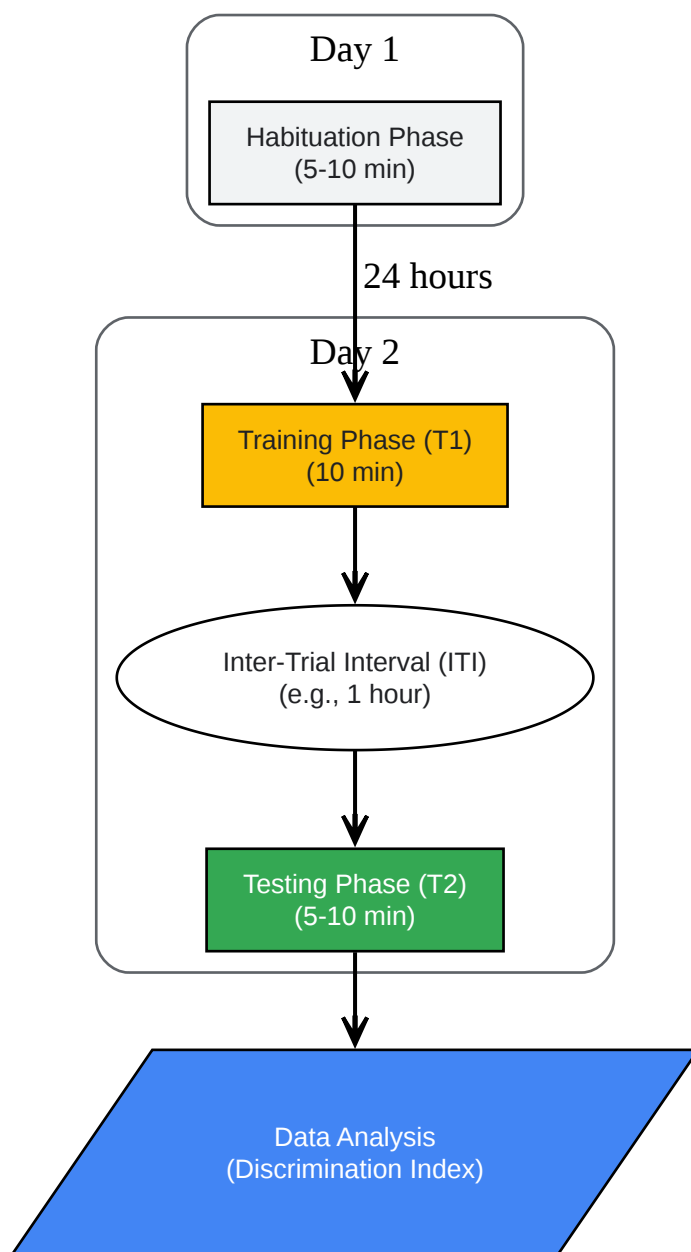 Day 1
Habituation Phase
(5-10 min)
24 hours
Day 2
Training Phase (T1)
(10 min)
Inter-Trial Interval (ITI)
(e.g., 1 hour)
Testing Phase (T2)
(5-10 min)
Data Analysis
(Discrimination Index)